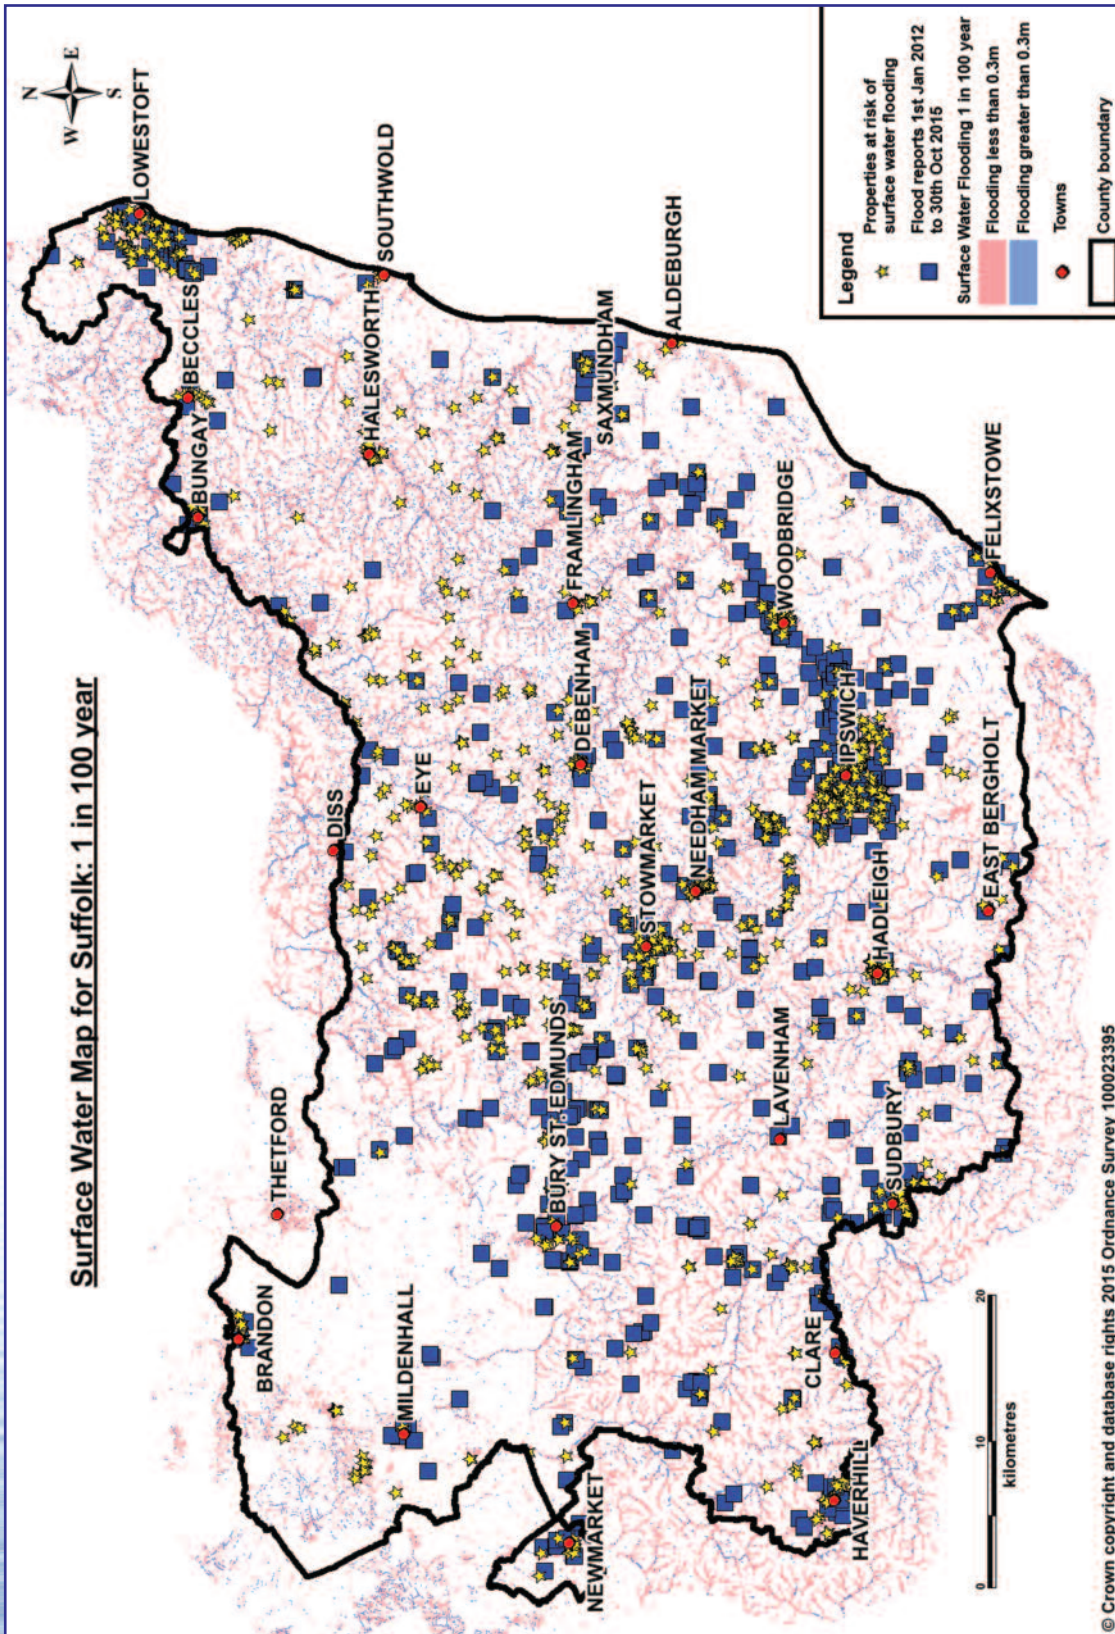 Surface Water Map for Suffolk: 1 in 100 year
N
W E
S
LOWESTOFT
BECCLES
BUNGAY
SOUTHWOLD
HALESWORTH
DISS
EYE
THETFORD
BRANDON
MILDENHALL
ALDEBURGH
SAXMUNDHAM
FRAMLINGHAM
DEBENHAM
STOWMARKET
BURY ST. EDMUNDS
NEWMARKET
NEEDHAM MARKET
WOODBRIDGE
IPSWICH
LAVENHAM
HADLEIGH
CLARE
SUDBURY
HAVERHILL
FELIXSTOWE
EAST BERGHOLT
0 10 20
kilometres
Legend
Properties at risk of
surface water flooding
Flood reports 1st Jan 2012
to 30th Oct 2015
Surface Water Flooding 1 in 100 year
Flooding less than 0.3m
Flooding greater than 0.3m
Towns
County boundary
© Crown copyright and database rights 2015 Ordnance Survey 100023395